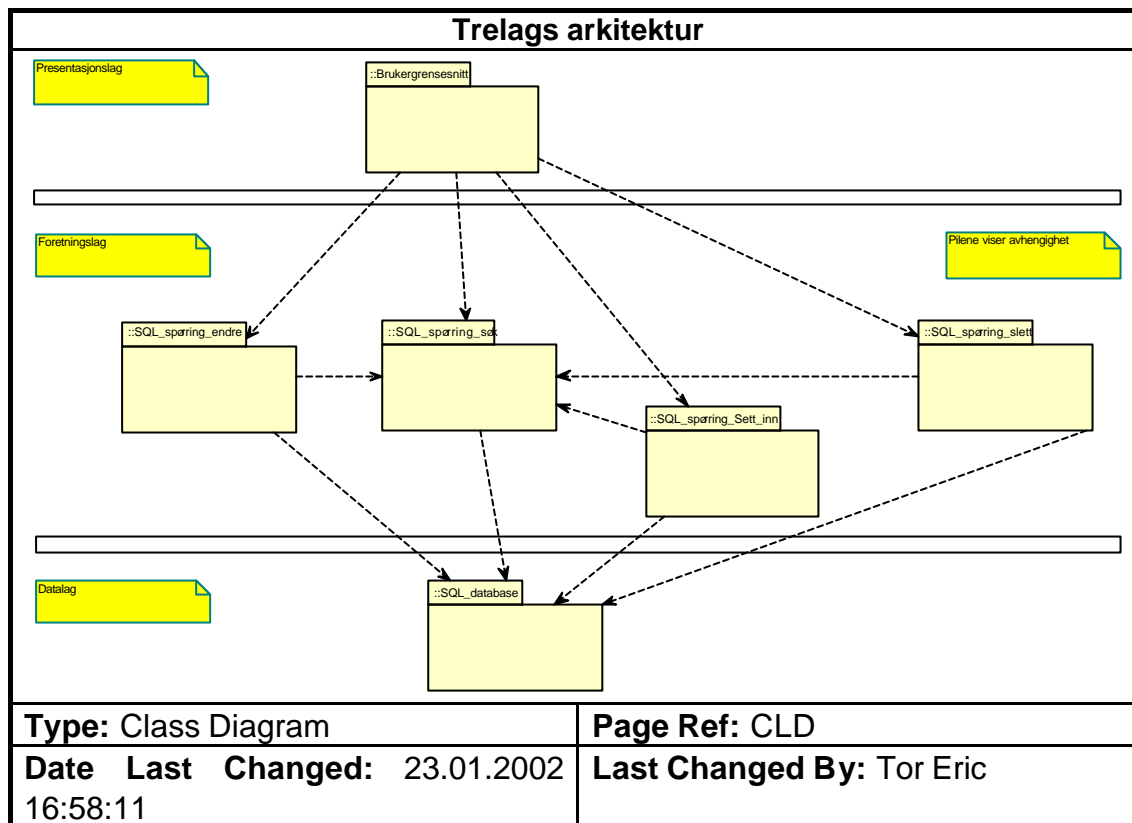 Trelags arkitektur
Presentasjonslag
::Brukergrensesnitt
Foretningslag
Pilene viser avhengighet
::SQL_spørring_endre
::SQL_spørring_søk
::SQL_spørring_slett
::SQL_spørring_Sett_inn
Datalag
::SQL_database
Type: Class Diagram
Page Ref: CLD
Date Last Changed: 23.01.2002
16:58:11
Last Changed By: Tor Eric